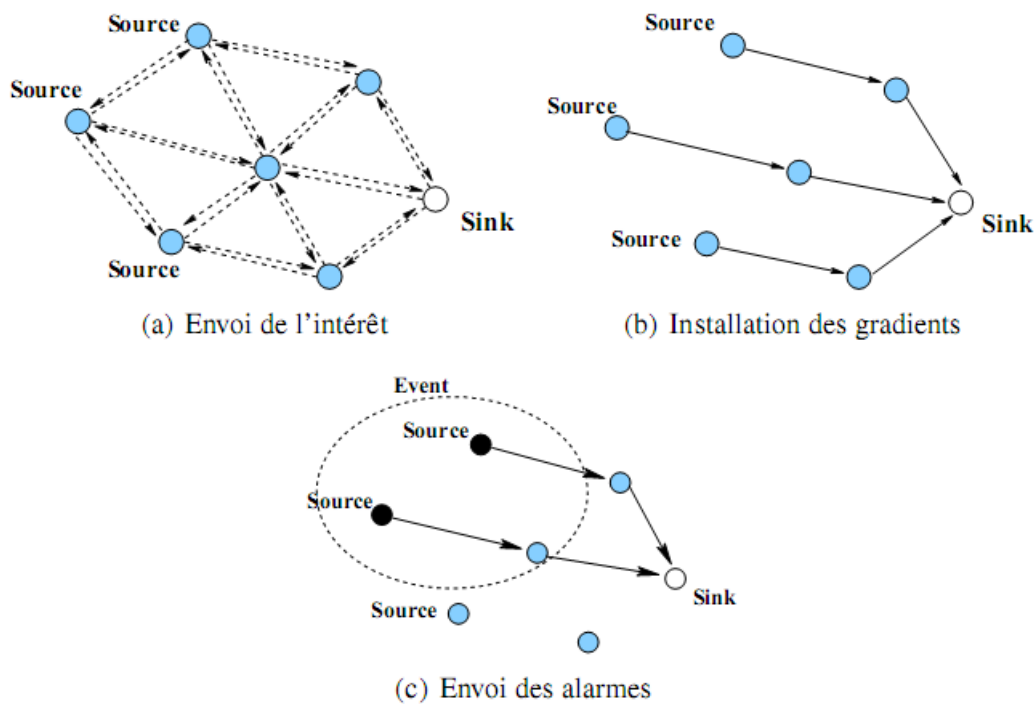 Source
Source
Source
Sink
(a) Envoi de l'intérêt
Source
Source
Source
Sink
(b) Installation des gradients
Event
Source
Source
Source
Sink
(c) Envoi des alarmes